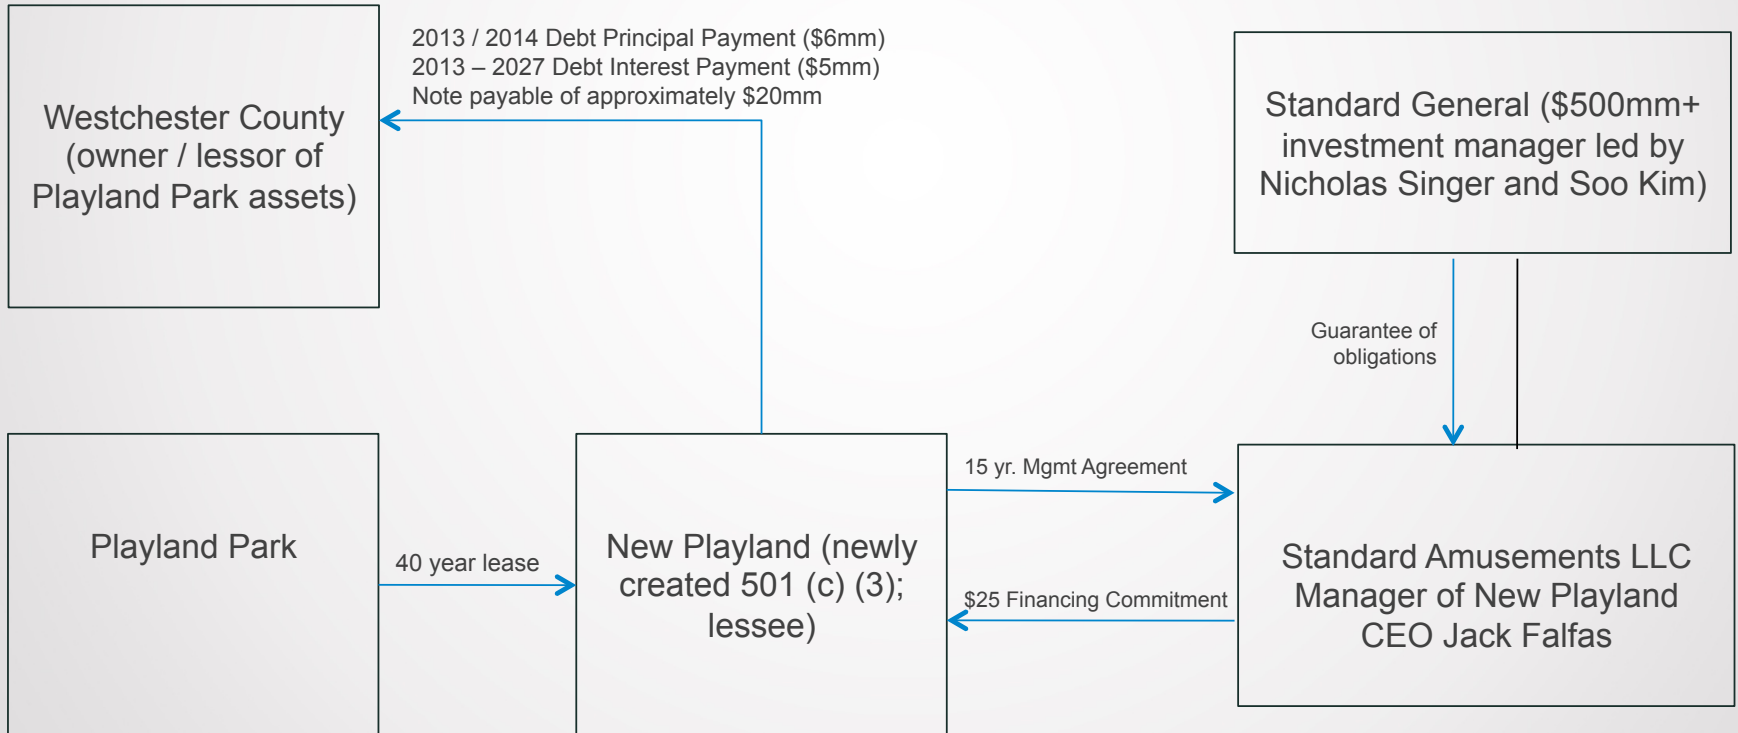 2013 / 2014 Debt Principal Payment ($6mm)
2013 – 2027 Debt Interest Payment ($5mm)
Note payable of approximately $20mm
Westchester County
(owner / lessor of
Playland Park assets)
Standard General ($500mm+
investment manager led by
Nicholas Singer and Soo Kim)
Guarantee of
obligations
Playland Park
40 year lease
New Playland (newly
created 501 (c) (3);
lessee)
15 yr. Mgmt Agreement
$25 Financing Commitment
Standard Amusements LLC
Manager of New Playland
CEO Jack Falfas